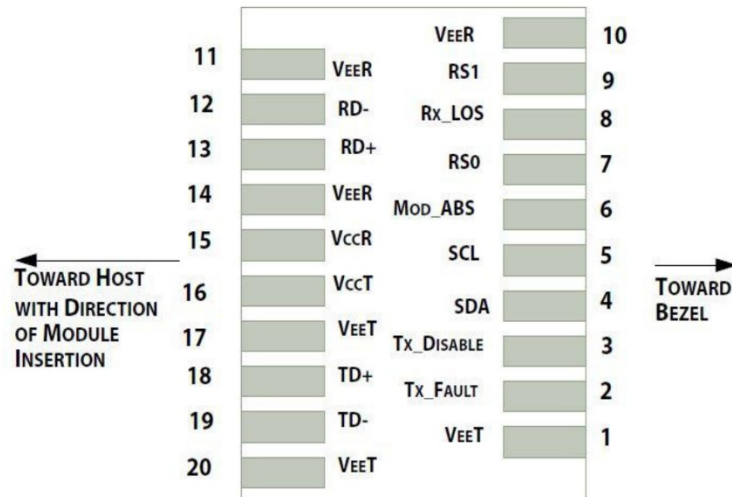 VEER 10
11 VEER
RS1 9
12 RD-
RX_LOS 8
13 RD+
RS0 7
14 VEER
MOD_ABS 6
15 VCCR
SCL 5
TOWARD HOST
WITH DIRECTION
OF MODULE
INSERTION
TOWARD
BEZEL
16 VCCT
SDA 4
17 VEET
TX_DISABLE 3
18 TD+
TX_FAULT 2
19 TD-
VEET 1
20 VEET